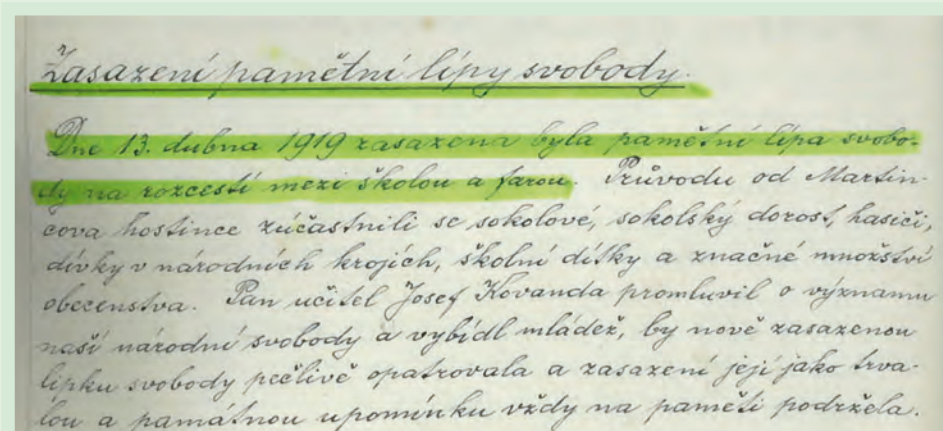 Zasazení pamětní lípy svobody.
Dne 13. dubna 1919 zasazena byla pamětní lípa svobo-
dy na rozcestí mezi školou a farou. Průvodu od Martin-
cova hostince zúčastnili se sokolové, sokolský dorost, hasiči,
dívky v národních krojích, školní dítky a značné množství
obecenstva. Pan učitel Josef Kovanda promluvil o významu
naší národní svobody a vybídl mládež, by nově zasazenou
lípku svobody pečlivě opatrovala a zasazení její jako trva-
lou a památnou upomínku vždy na paměti podržela.